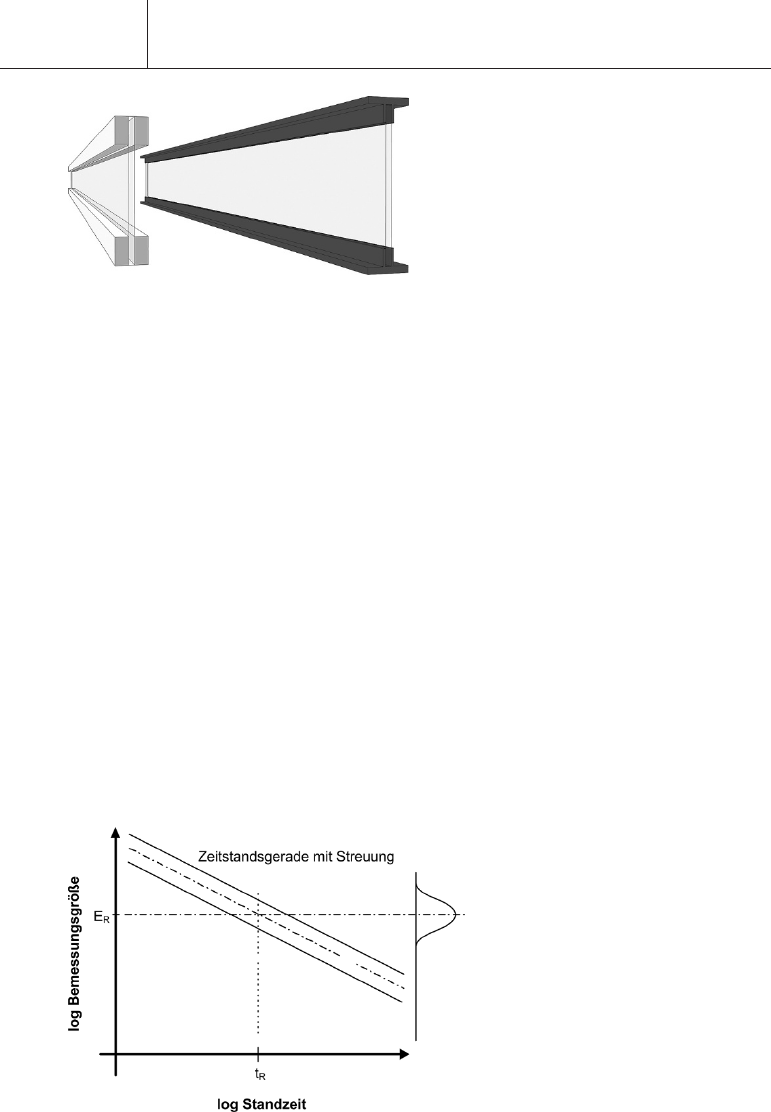 Zeitstandsgerade mit Streuung
log Bemessungsgröße
E_R
t_R
log Standzeit